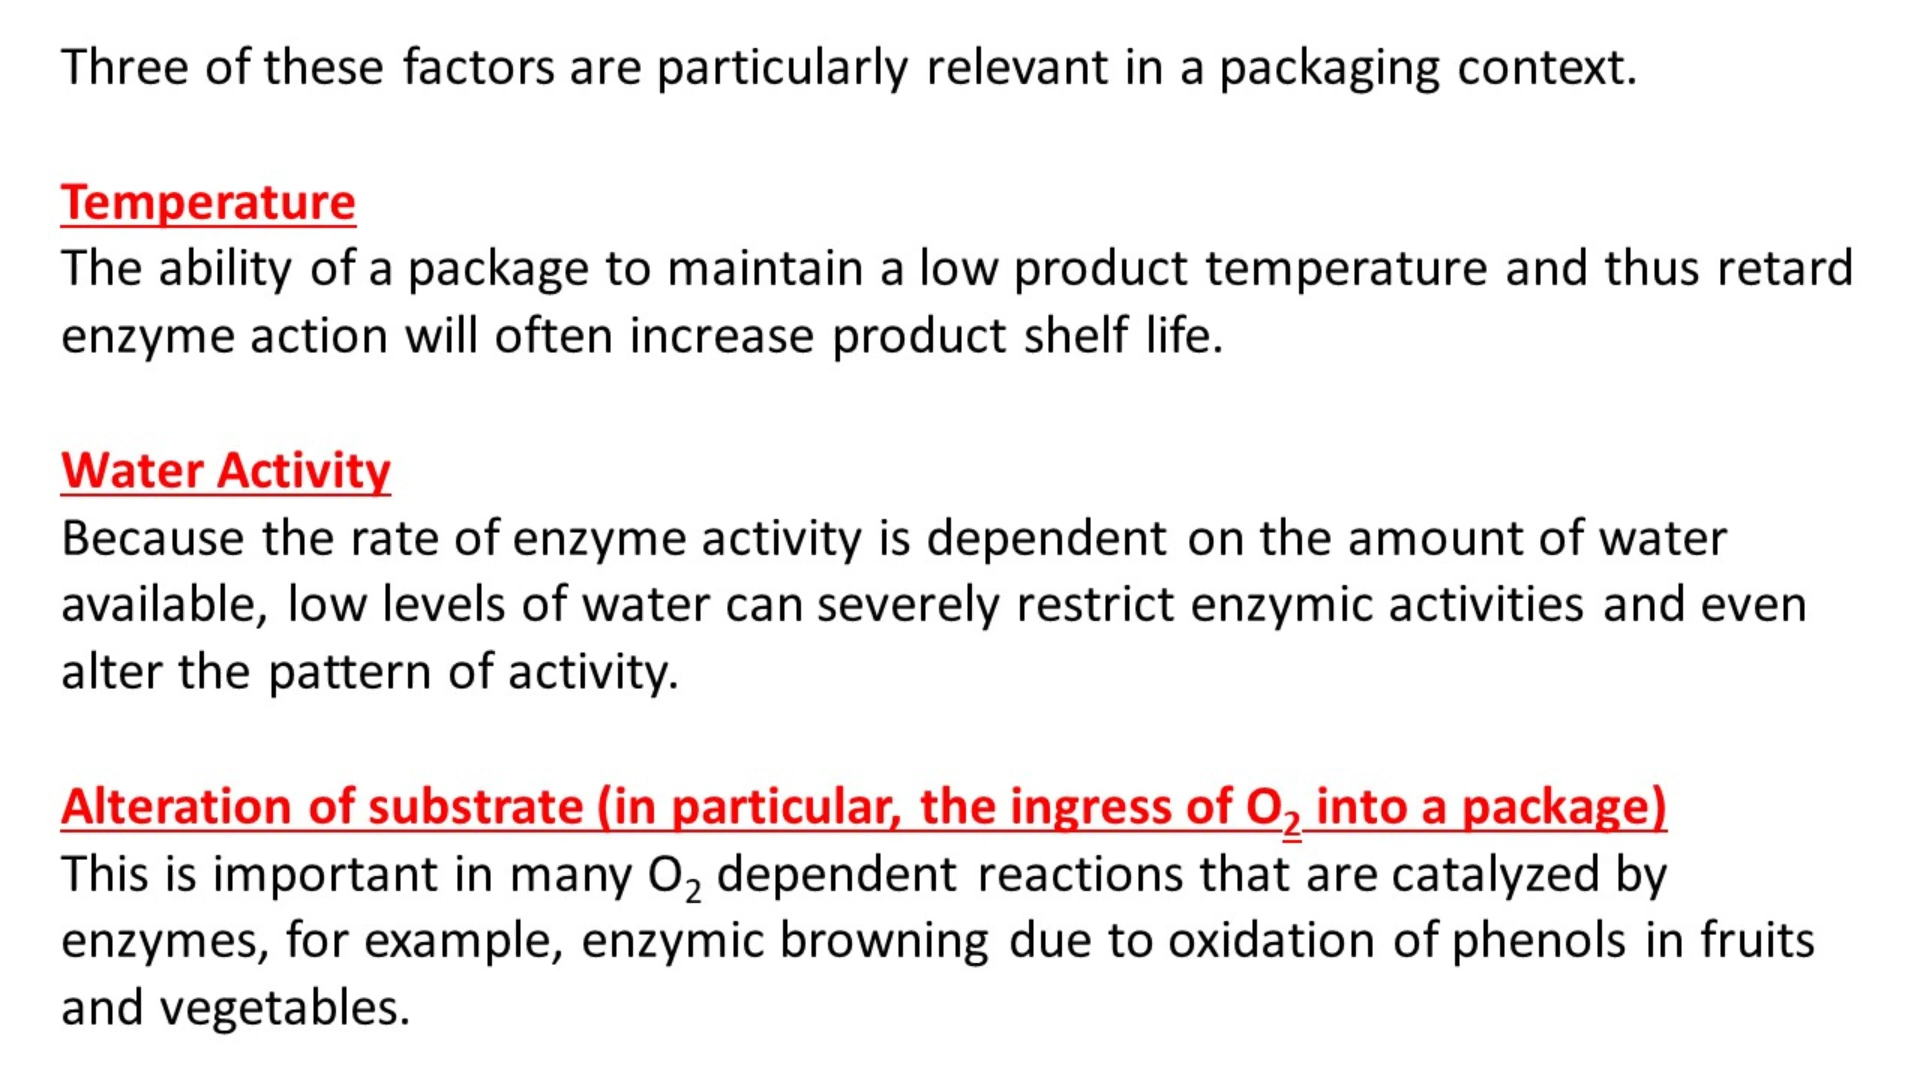 Three of these factors are particularly relevant in a packaging context.
Temperature
The ability of a package to maintain a low product temperature and thus retard
enzyme action will often increase product shelf life.
Water Activity
Because the rate of enzyme activity is dependent on the amount of water
available, low levels of water can severely restrict enzymic activities and even
alter the pattern of activity.
Alteration of substrate (in particular, the ingress of O₂ into a package)
This is important in many O₂ dependent reactions that are catalyzed by
enzymes, for example, enzymic browning due to oxidation of phenols in fruits
and vegetables.